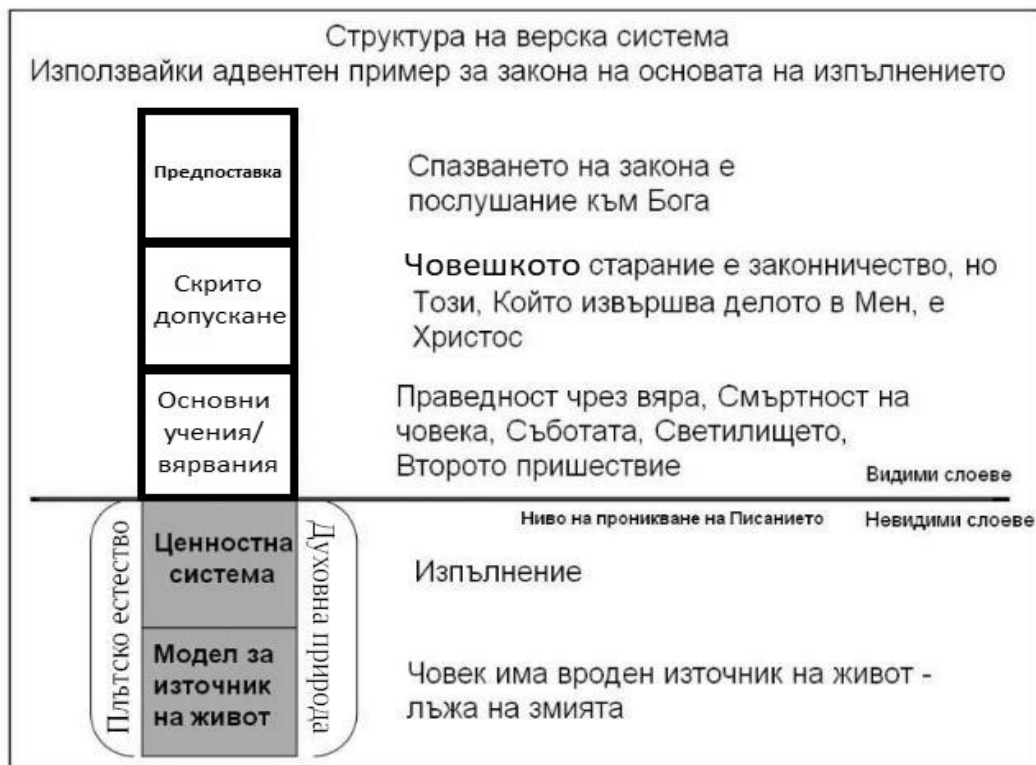 Структура на верска система
Използвайки адвентен пример за закона на основата на изпълнението
Предпоставка
Спазването на закона е
послушание към Бога
Скрито
допускане
Човешкото старание е законничество, но
Този, Който извършва делото в Мен, е
Христос
Основни
учения/
вярвания
Праведност чрез вяра, Смъртност на
човека, Съботата, Светилището,
Второто пришествие
Видими слоеве
Ниво на проникване на Писанието
Невидими слоеве
Плътско естество
Ценностна
система
Духовна природа
Изпълнение
Модел за
източник
на живот
Човек има вроден източник на живот -
лъжа на змията